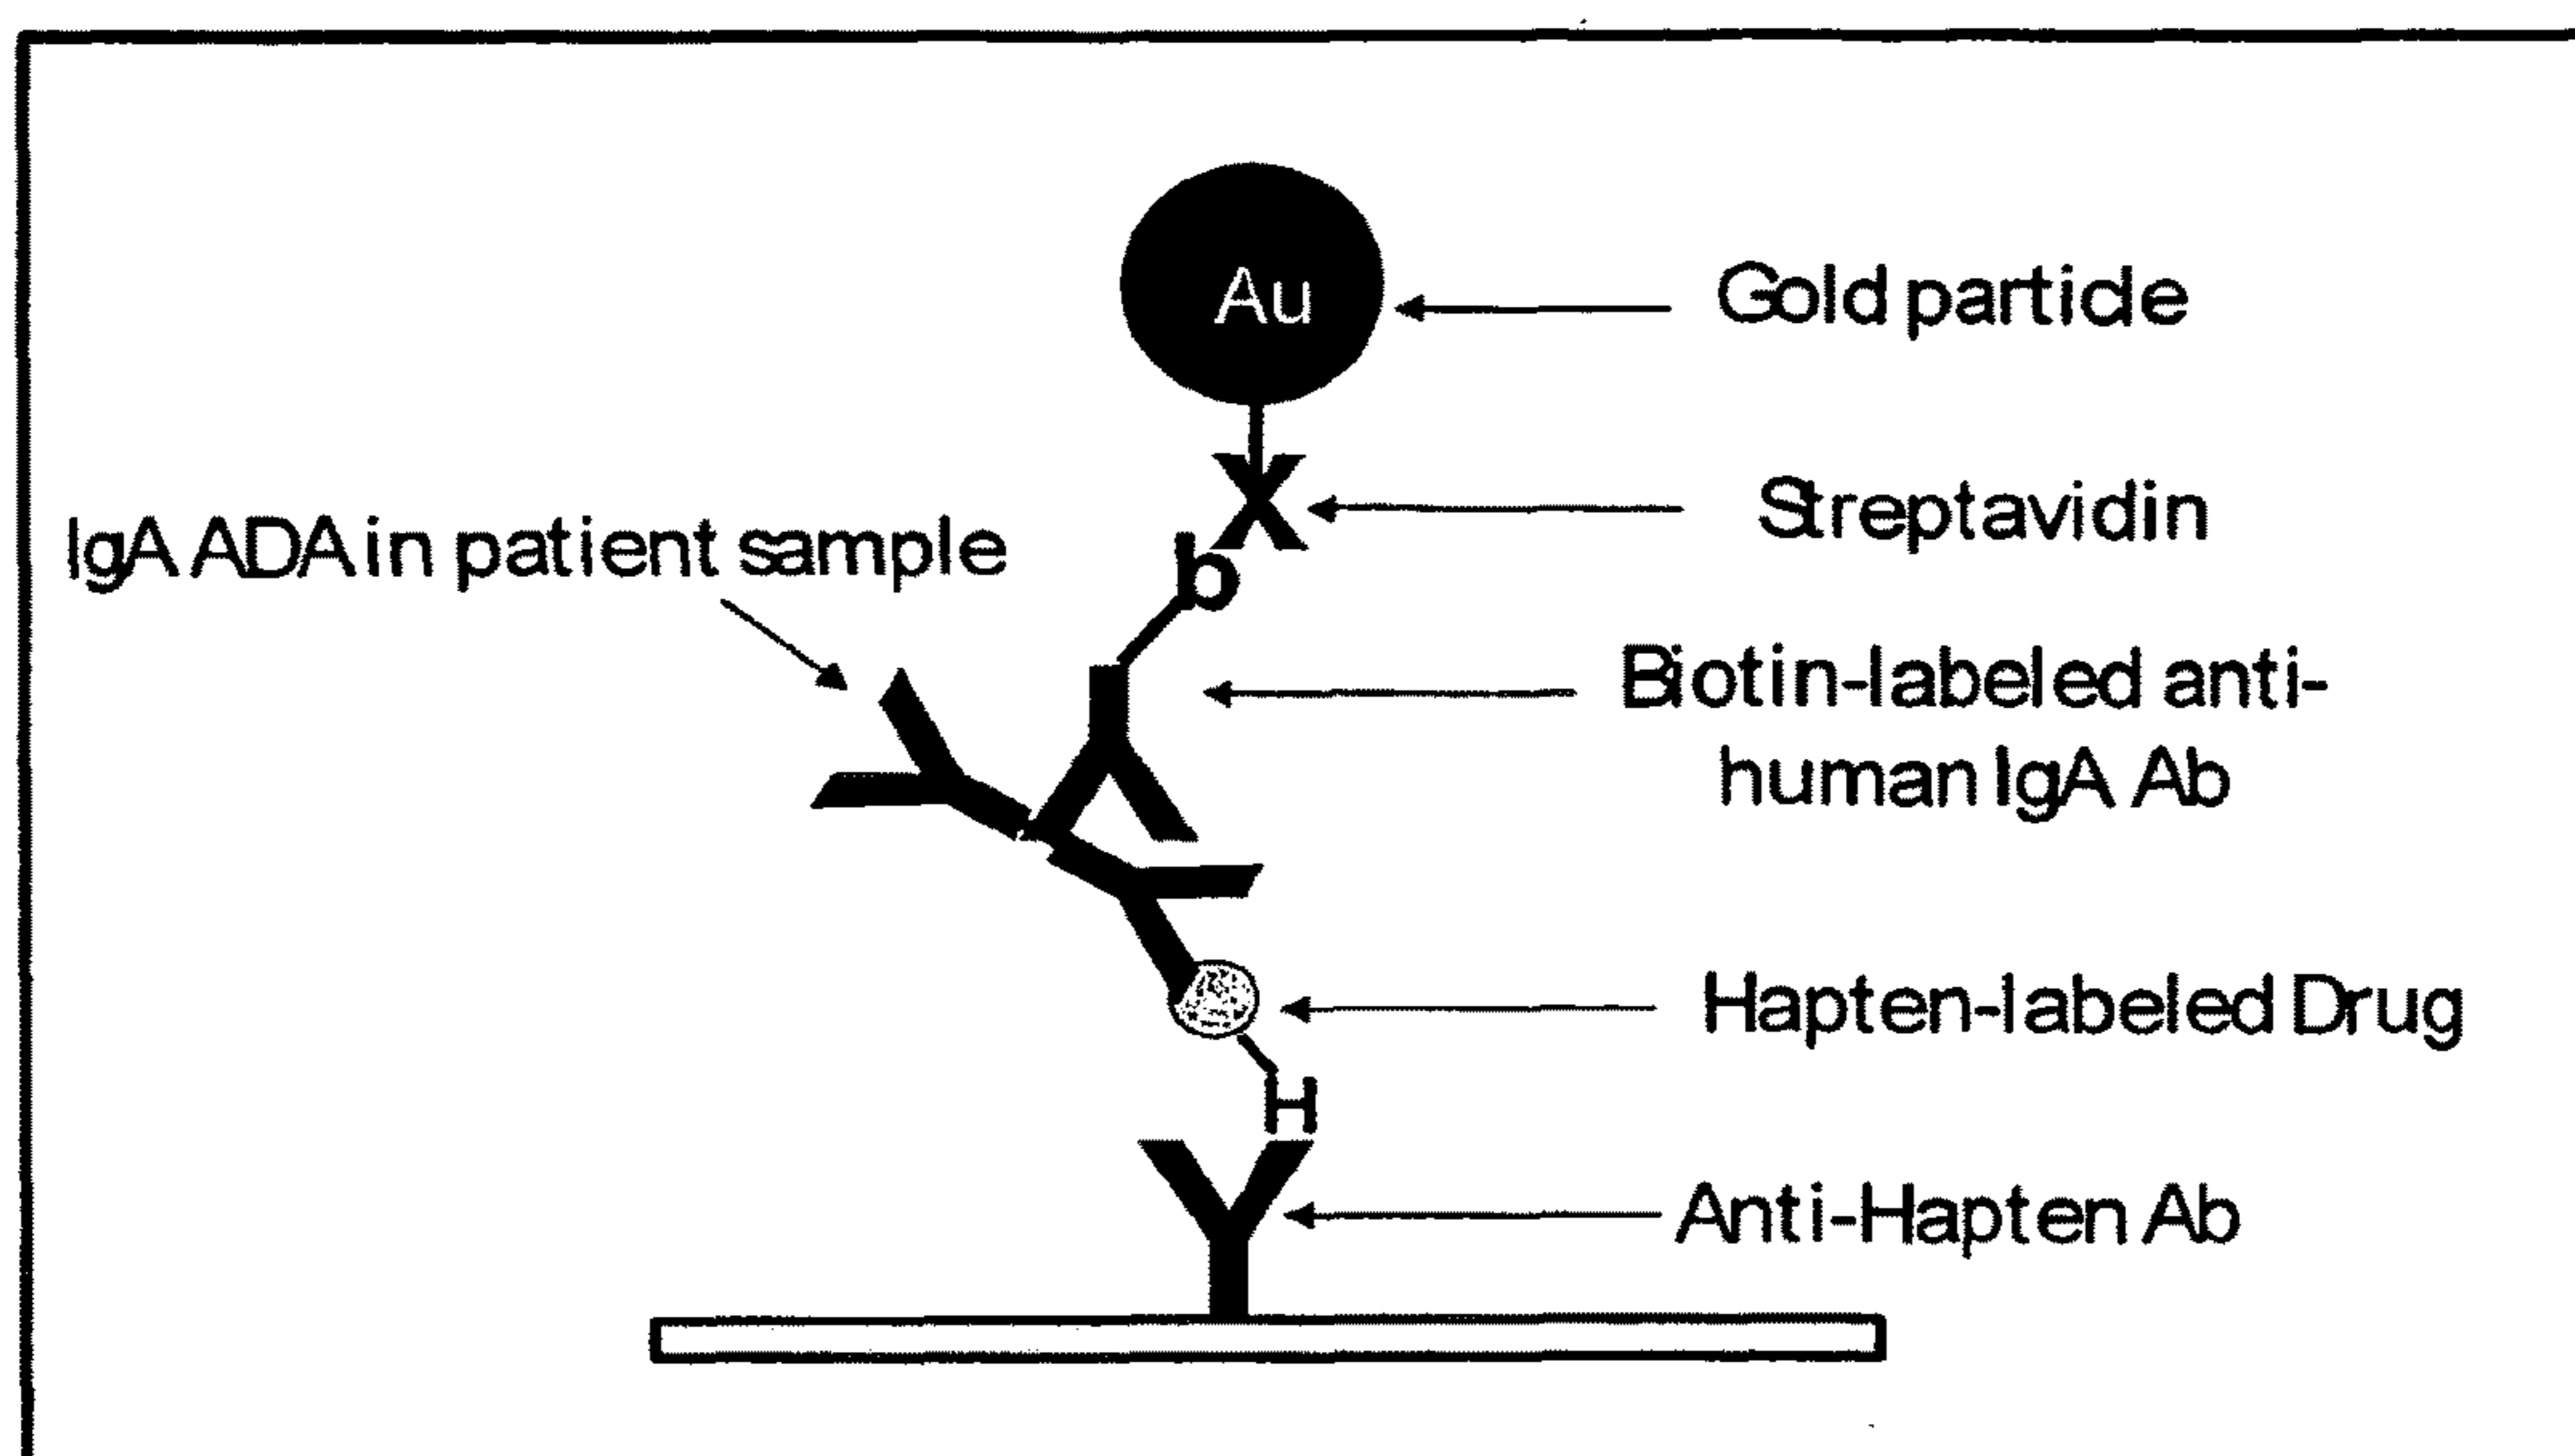 Au
Gold particle
Streptavidin
IgA ADA in patient sample
b
Biotin-labeled anti-
human IgA Ab
Hapten-labeled Drug
H
Anti-Hapten Ab